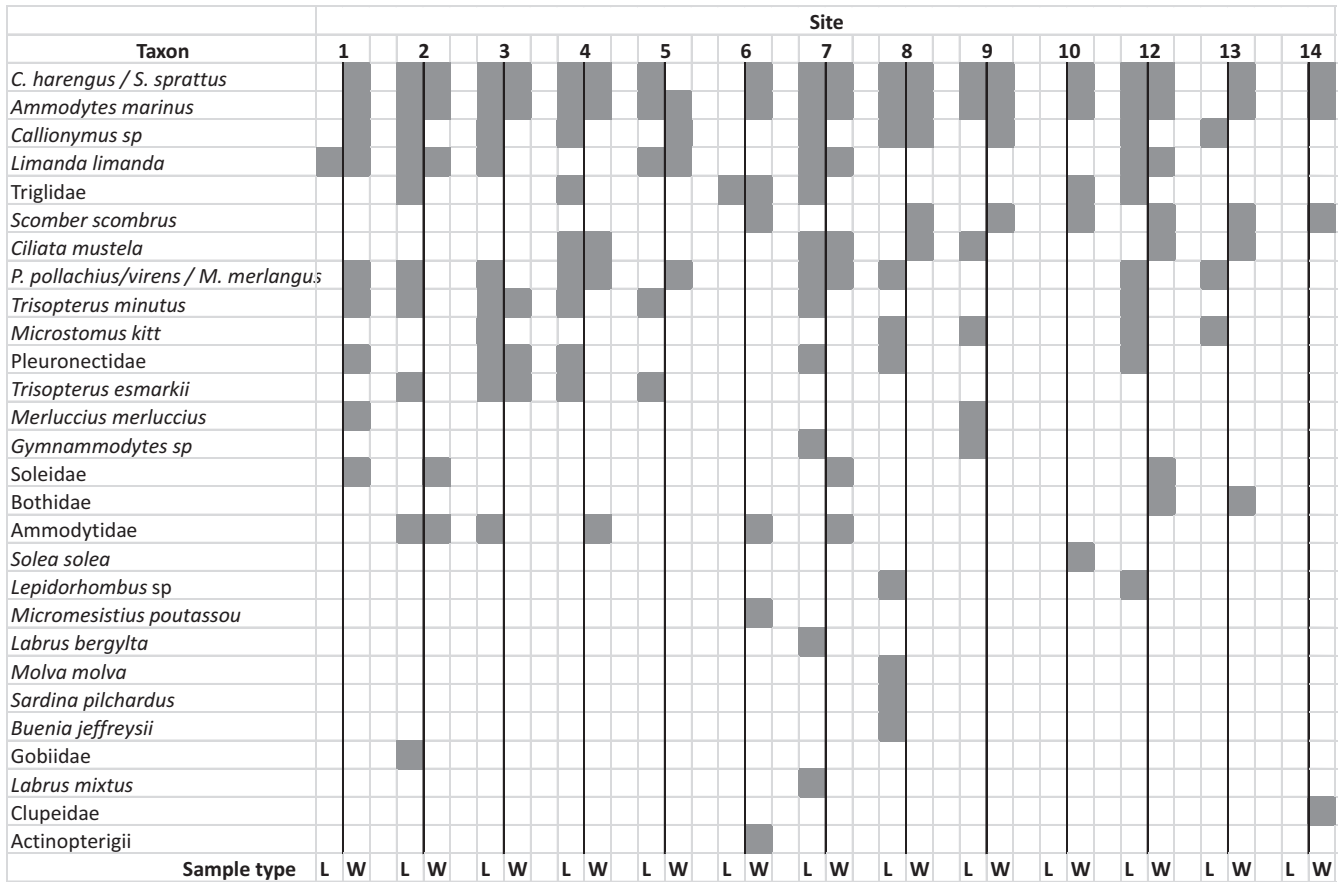 Site
Taxon 1 2 3 4 5 6 7 8 9 10 12 13 14
C. harengus / S. sprattus
Ammodytes marinus
Callionymus sp
Limanda limanda
Triglidae
Scomber scombrus
Ciliata mustela
P. pollachius/virens / M. merlangus
Trisopterus minutus
Microstomus kitt
Pleuronectidae
Trisopterus esmarkii
Merluccius merluccius
Gymnammodytes sp
Soleidae
Bothidae
Ammodytidae
Solea solea
Lepidorhombus sp
Micromesistius poutassou
Labrus bergylta
Molva molva
Sardina pilchardus
Buenia jeffreysii
Gobiidae
Labrus mixtus
Clupeidae
Actinopterigii
Sample type L W L W L W L W L W L W L W L W L W L W L W L W L W